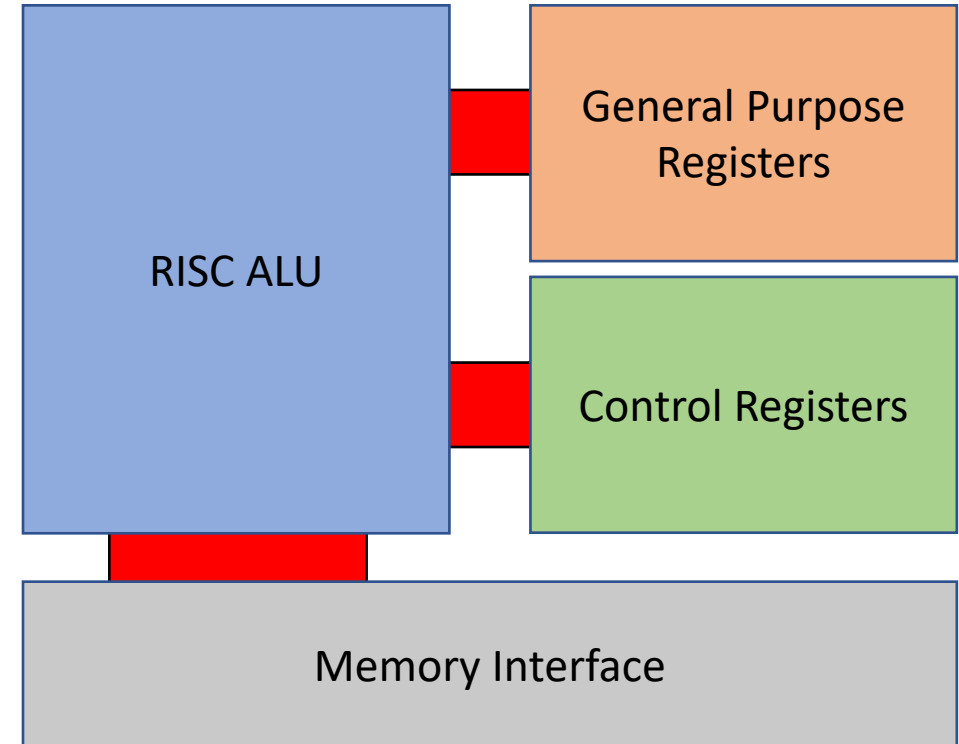 General Purpose
Registers
RISC ALU
Control Registers
Memory Interface